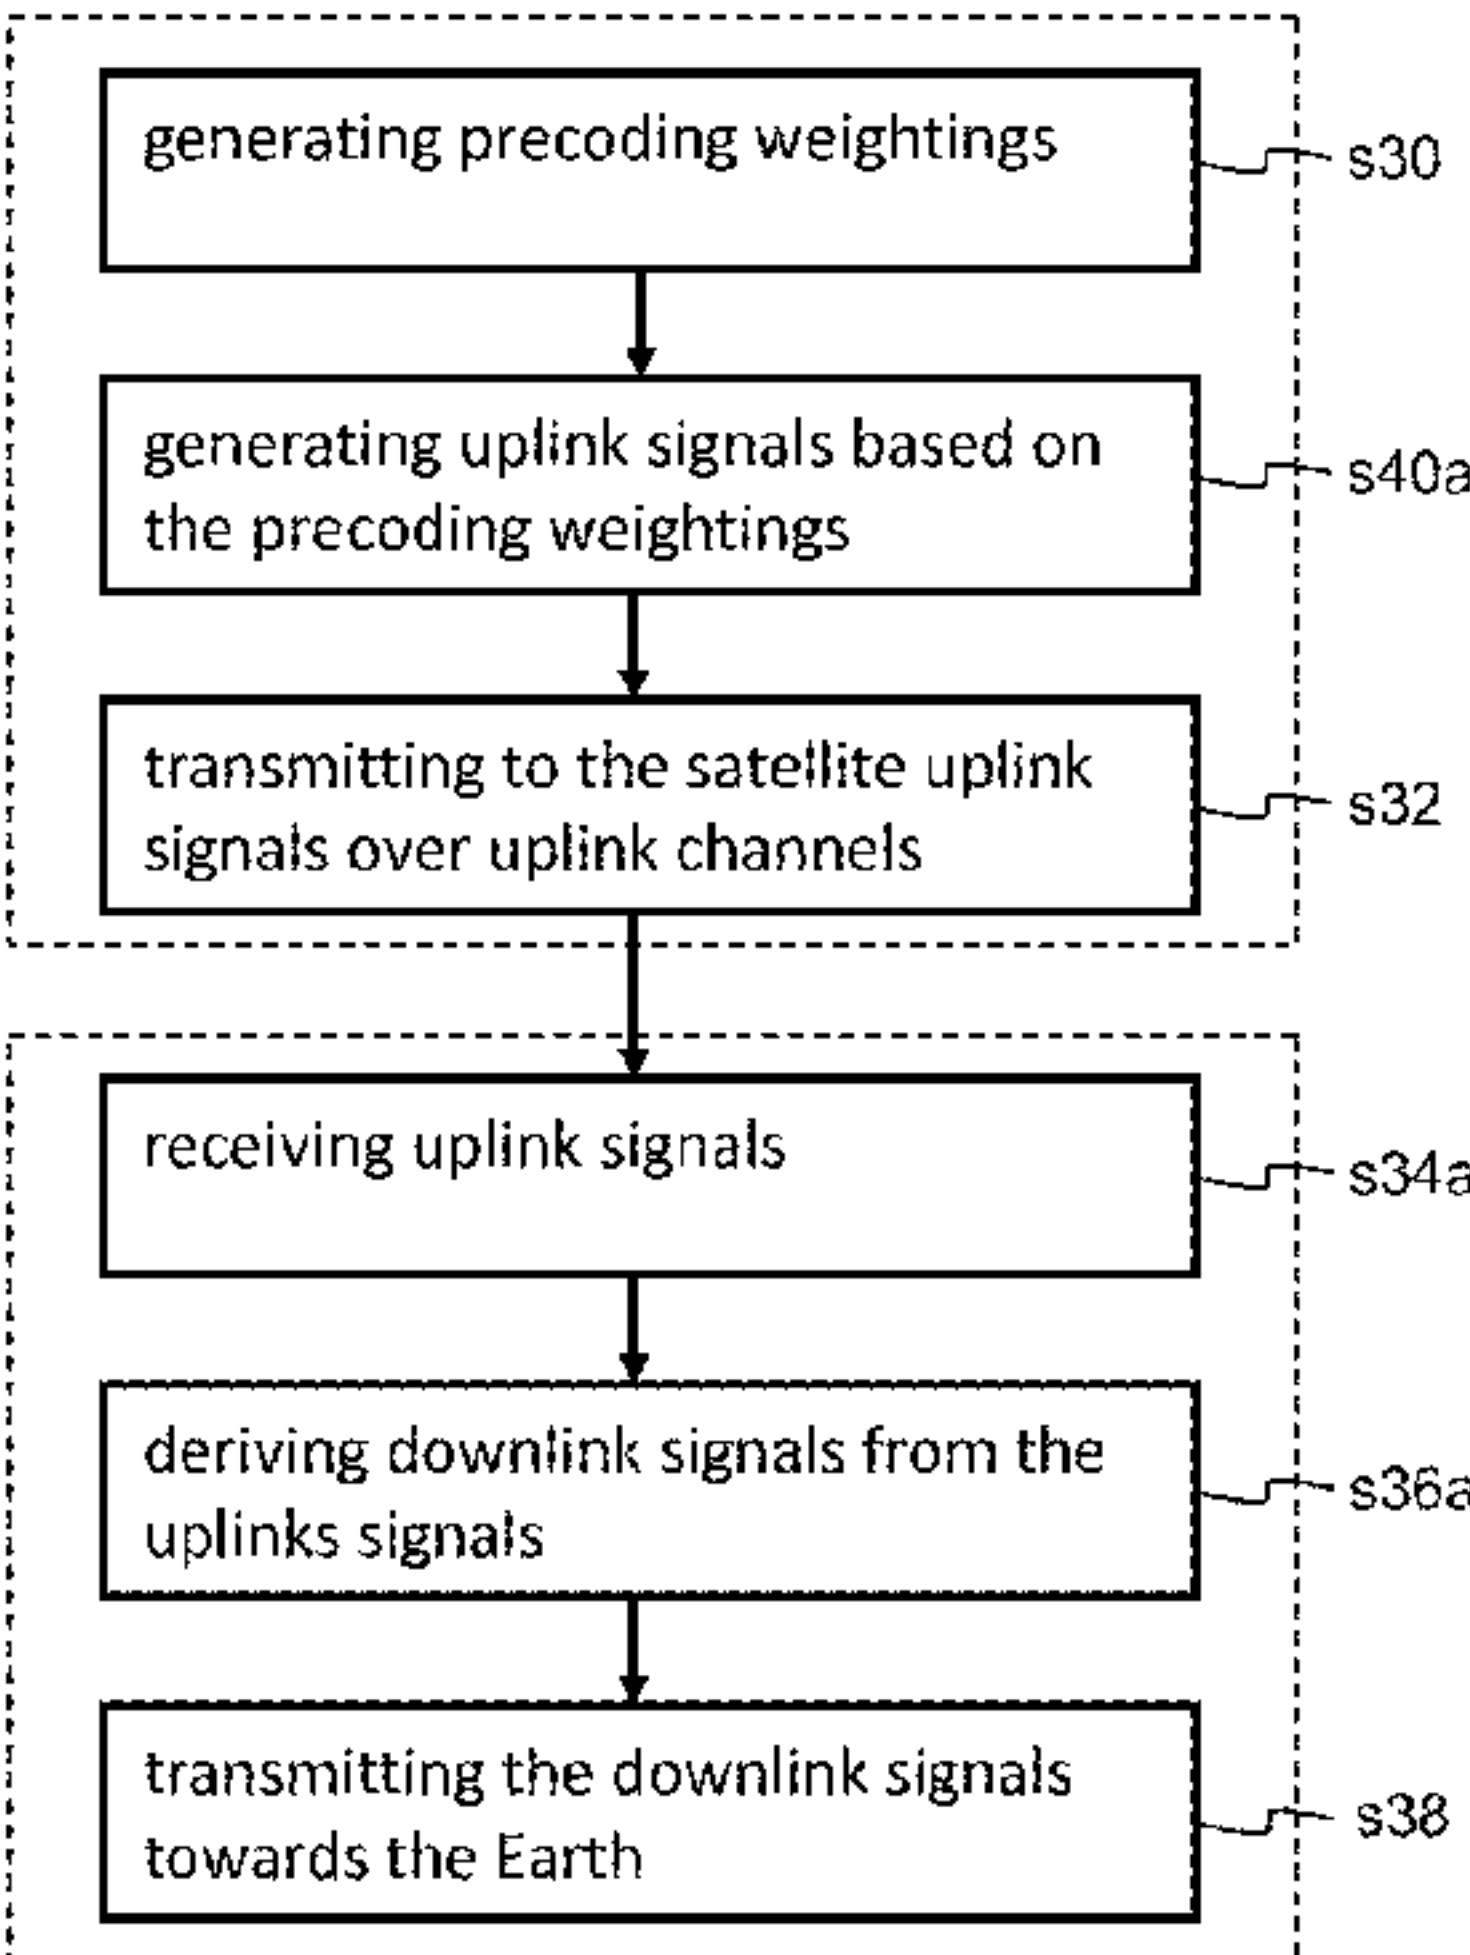 generating precoding weightings
s30
generating uplink signals based on
the precoding weightings
s40a
transmitting to the satellite uplink
signals over uplink channels
s32
receiving uplink signals
s34a
deriving downlink signals from the
uplinks signals
s36a
transmitting the downlink signals
towards the Earth
s38